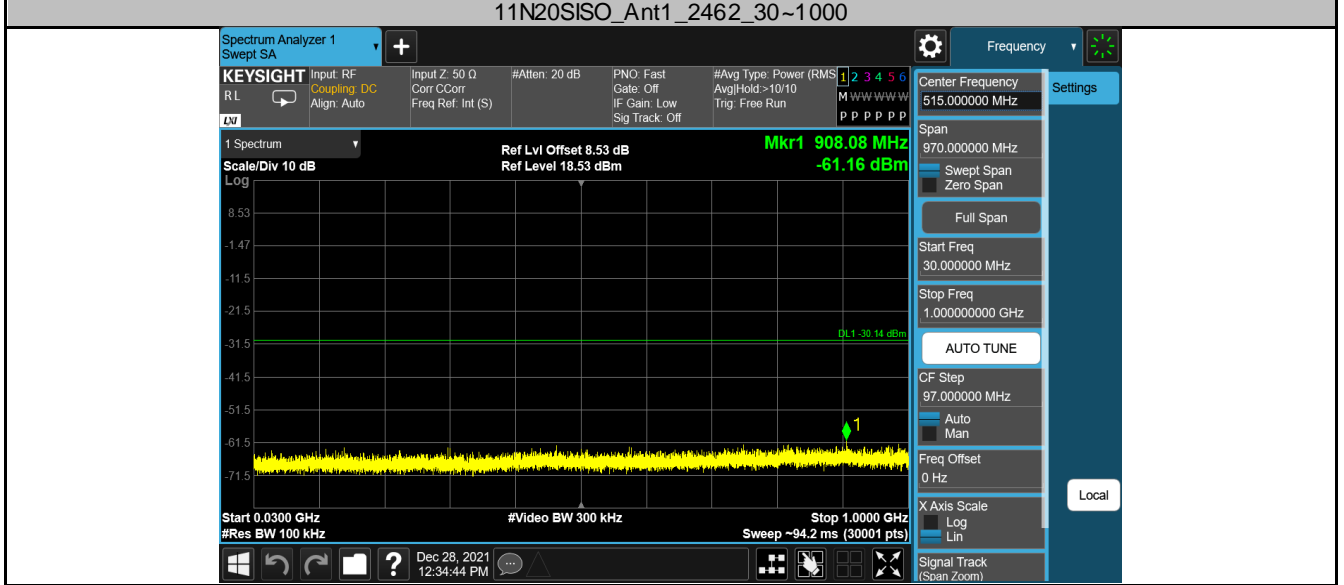 11N20SISO_Ant1_2462_30~1000
Spectrum Analyzer 1
Swept SA
Frequency
KEYSIGHT
R L
LXI
Input: RF
Coupling: DC
Align: Auto
Input Z: 50 Ω
Corr CCorr
Freq Ref: Int (S)
#Atten: 20 dB
PNO: Fast
Gate: Off
IF Gain: Low
Sig Track: Off
#Avg Type: Power (RMS
Avg|Hold:>10/10
Trig: Free Run
1 2 3 4 5 6
M W W W W W
P P P P P P
Center Frequency
515.000000 MHz
Settings
1 Spectrum
Scale/Div 10 dB
Log
Ref Lvl Offset 8.53 dB
Ref Level 18.53 dBm
Mkr1 908.08 MHz
-61.16 dBm
Span
970.000000 MHz
Swept Span
Zero Span
Full Span
Start Freq
30.000000 MHz
Stop Freq
1.000000000 GHz
AUTO TUNE
CF Step
97.000000 MHz
Auto
Man
Freq Offset
0 Hz
X Axis Scale
Log
Lin
Signal Track
(Span Zoom)
Local
8.53
-1.47
-11.5
-21.5
DL1 -30.14 dBm
-31.5
-41.5
-51.5
1
-61.5
-71.5
Start 0.0300 GHz
#Res BW 100 kHz
#Video BW 300 kHz
Stop 1.0000 GHz
Sweep ~94.2 ms (30001 pts)
?
Dec 28, 2021
12:34:44 PM